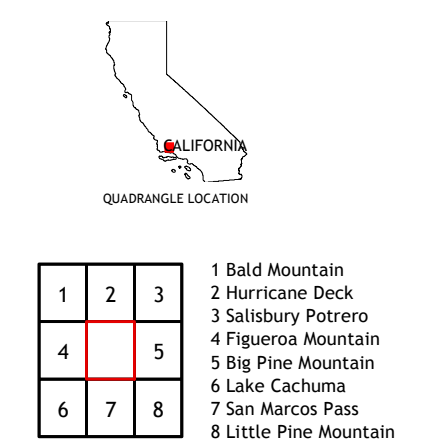 CALIFORNIA
QUADRANGLE LOCATION
1 2 3
4 5
6 7 8
1 Bald Mountain
2 Hurricane Deck
3 Salisbury Potrero
4 Figueroa Mountain
5 Big Pine Mountain
6 Lake Cachuma
7 San Marcos Pass
8 Little Pine Mountain